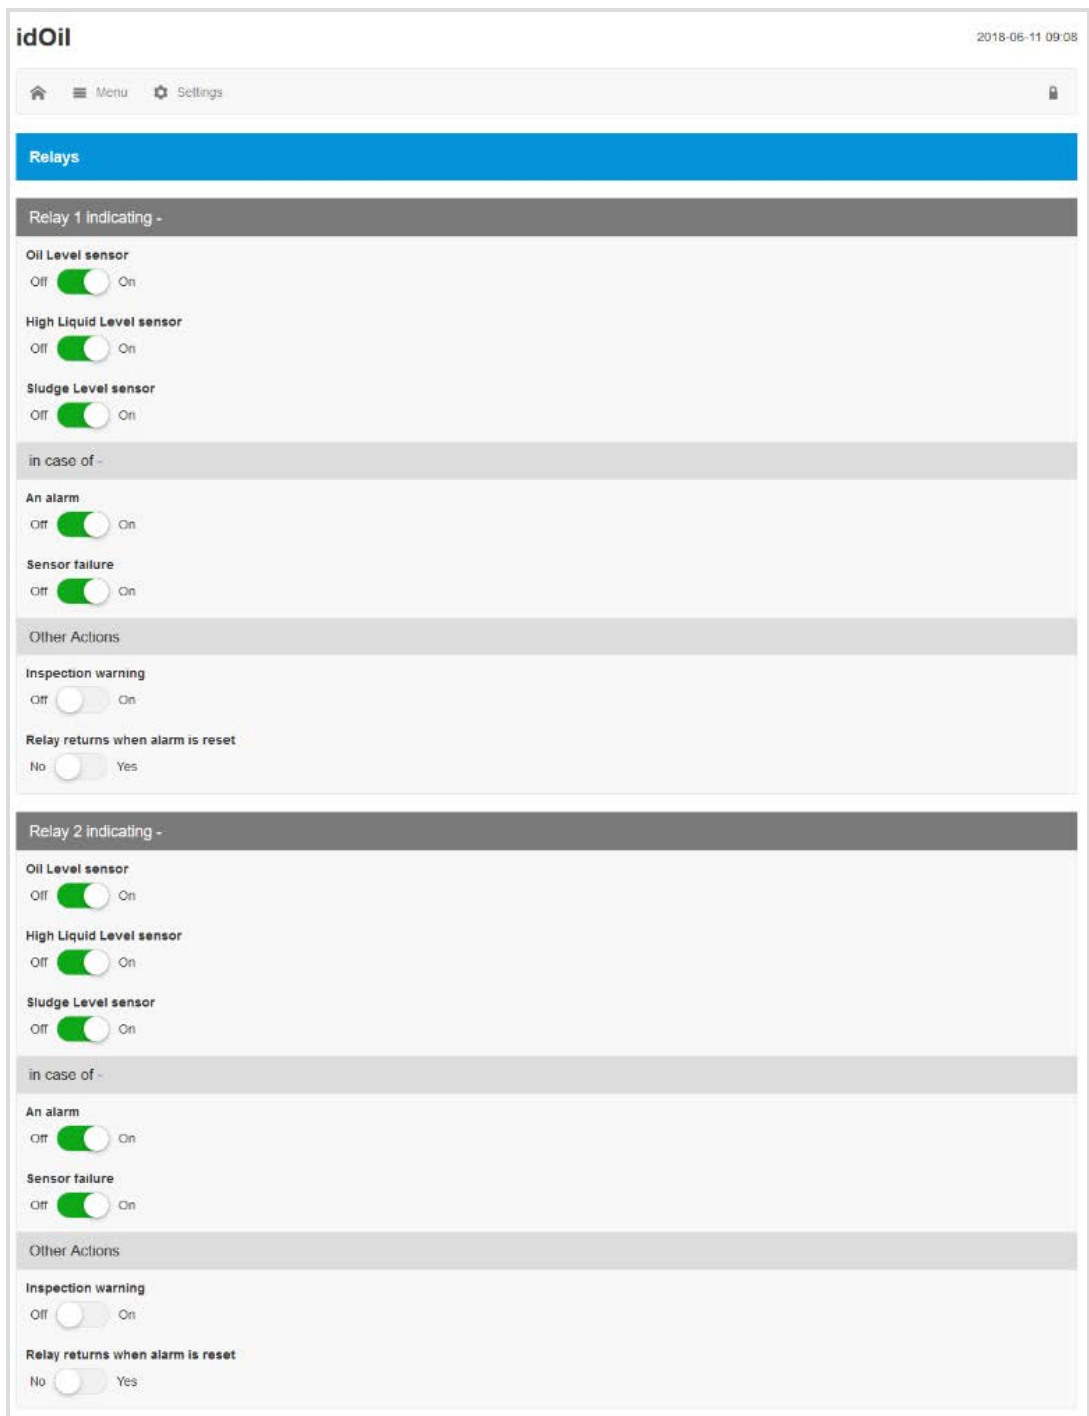 idOil
2018-06-11 09:08
Menu Settings
Relays
Relay 1 indicating -
Oil Level sensor
Off On
High Liquid Level sensor
Off On
Sludge Level sensor
Off On
in case of -
An alarm
Off On
Sensor failure
Off On
Other Actions
Inspection warning
Off On
Relay returns when alarm is reset
No Yes
Relay 2 indicating -
Oil Level sensor
Off On
High Liquid Level sensor
Off On
Sludge Level sensor
Off On
in case of -
An alarm
Off On
Sensor failure
Off On
Other Actions
Inspection warning
Off On
Relay returns when alarm is reset
No Yes